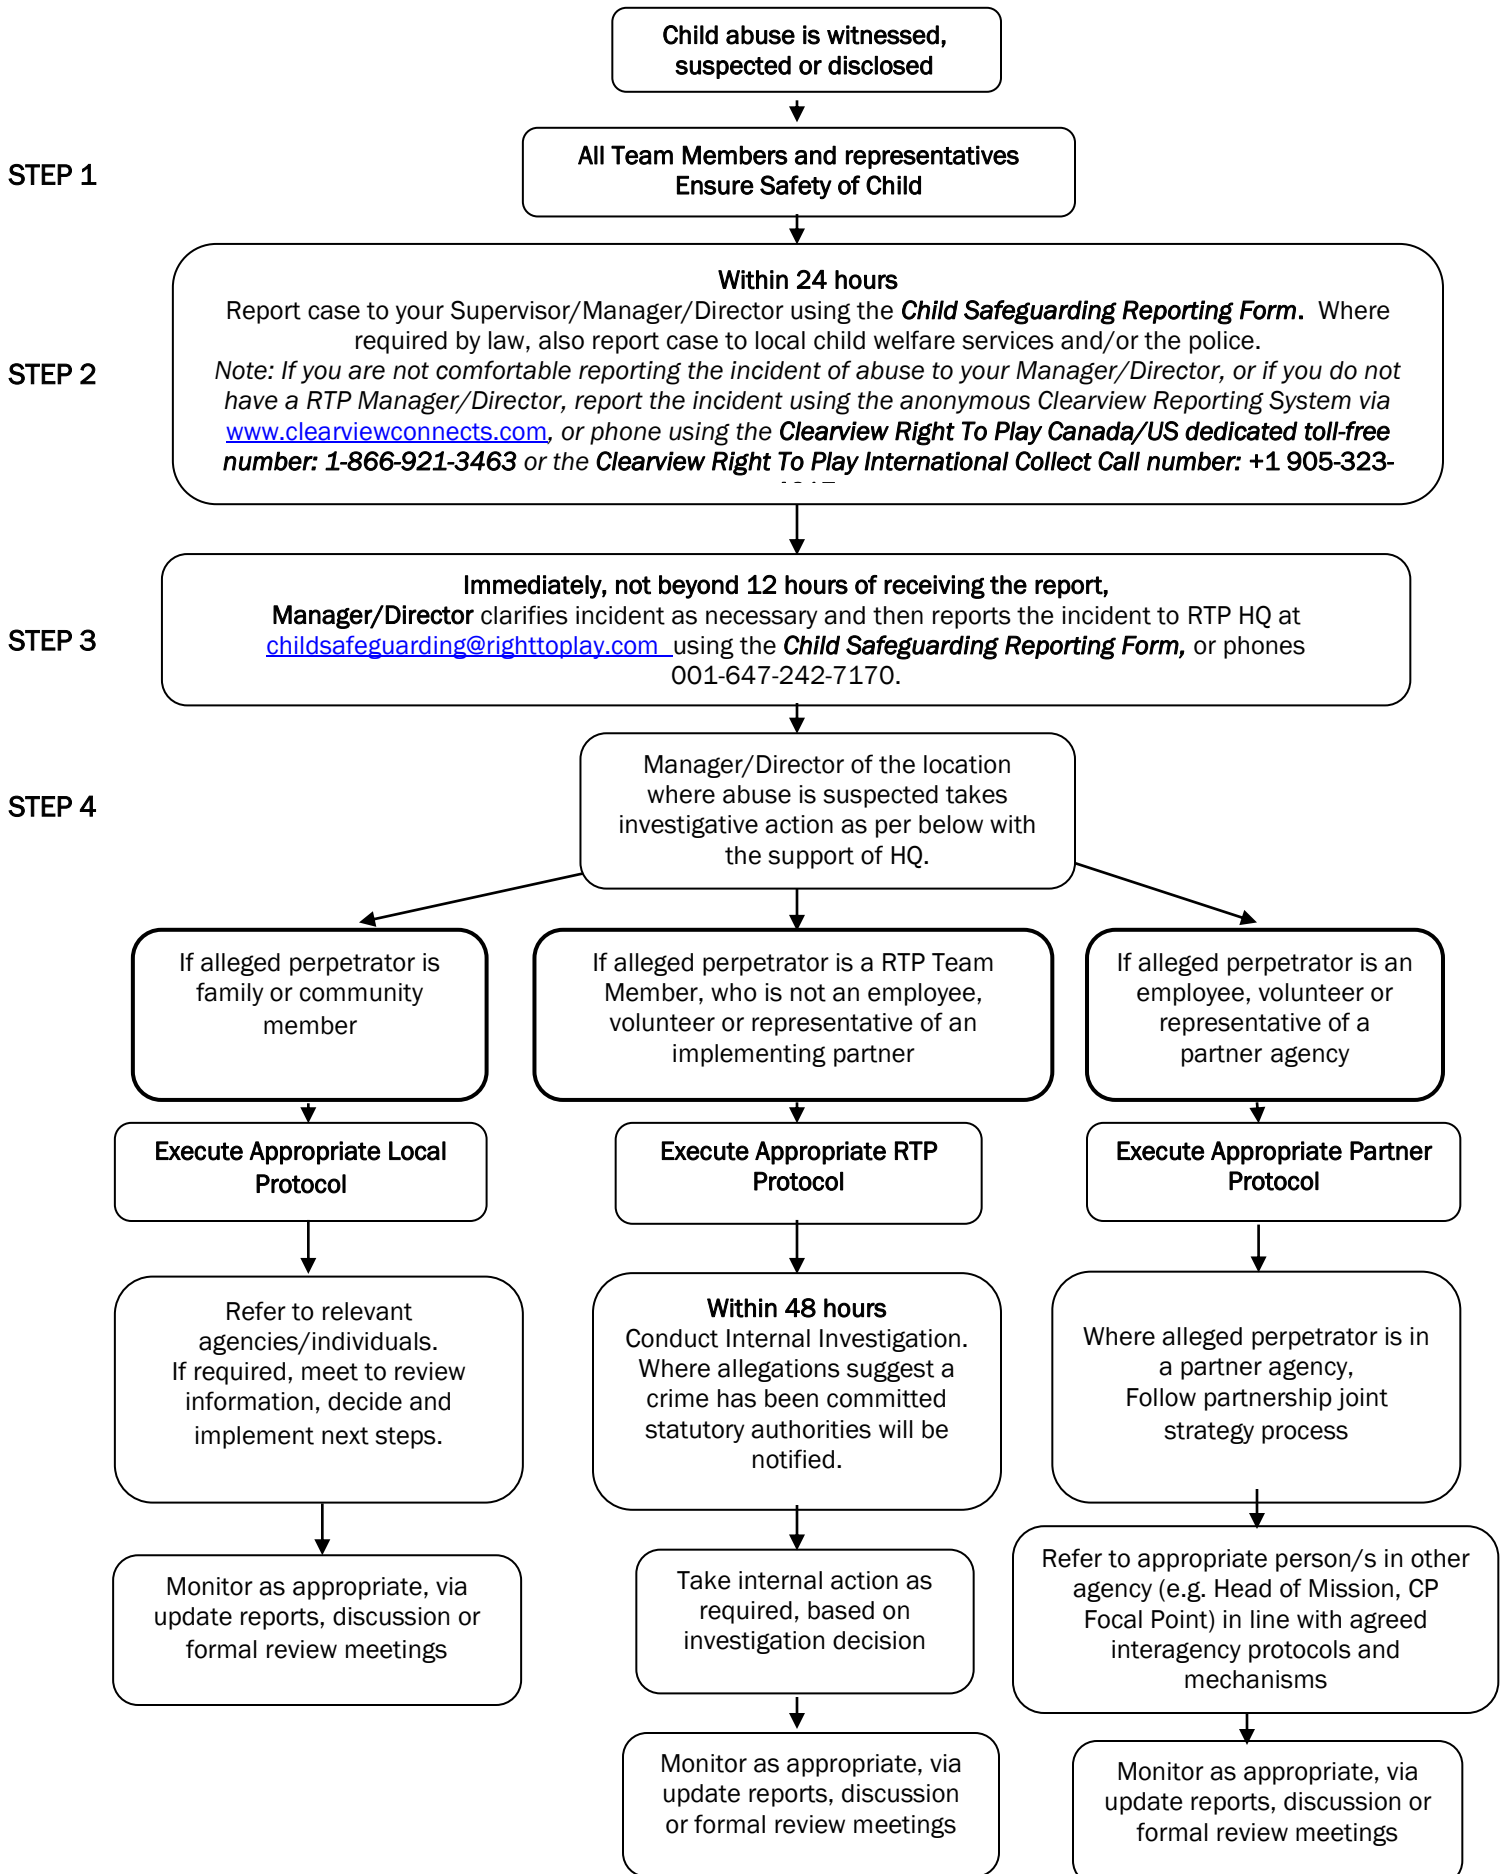 Child abuse is witnessed,
suspected or disclosed
STEP 1
All Team Members and representatives
Ensure Safety of Child
STEP 2
Within 24 hours
Report case to your Supervisor/Manager/Director using the Child Safeguarding Reporting Form. Where
required by law, also report case to local child welfare services and/or the police.
Note: If you are not comfortable reporting the incident of abuse to your Manager/Director, or if you do not
have a RTP Manager/Director, report the incident using the anonymous Clearview Reporting System via
www.clearviewconnects.com, or phone using the Clearview Right To Play Canada/US dedicated toll-free
number: 1-866-921-3463 or the Clearview Right To Play International Collect Call number: +1 905-323-
STEP 3
Immediately, not beyond 12 hours of receiving the report,
Manager/Director clarifies incident as necessary and then reports the incident to RTP HQ at
childsafeguarding@righttoplay.com using the Child Safeguarding Reporting Form, or phones
001-647-242-7170.
STEP 4
Manager/Director of the location
where abuse is suspected takes
investigative action as per below with
the support of HQ.
If alleged perpetrator is
family or community
member
If alleged perpetrator is a RTP Team
Member, who is not an employee,
volunteer or representative of an
implementing partner
If alleged perpetrator is an
employee, volunteer or
representative of a
partner agency
Execute Appropriate Local
Protocol
Execute Appropriate RTP
Protocol
Execute Appropriate Partner
Protocol
Refer to relevant
agencies/individuals.
If required, meet to review
information, decide and
implement next steps.
Within 48 hours
Conduct Internal Investigation.
Where allegations suggest a
crime has been committed
statutory authorities will be
notified.
Where alleged perpetrator is in
a partner agency,
Follow partnership joint
strategy process
Monitor as appropriate, via
update reports, discussion or
formal review meetings
Take internal action as
required, based on
investigation decision
Refer to appropriate person/s in other
agency (e.g. Head of Mission, CP
Focal Point) in line with agreed
interagency protocols and
mechanisms
Monitor as appropriate, via
update reports, discussion
or formal review meetings
Monitor as appropriate, via
update reports, discussion or
formal review meetings